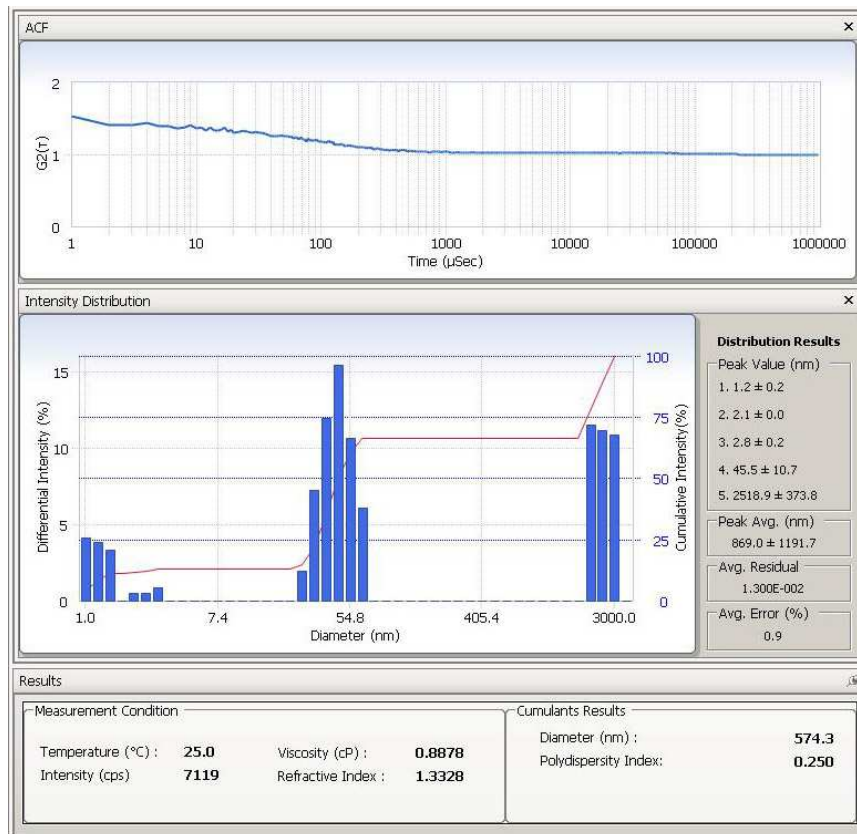 ACF
2
1
0
G2(τ)
1 10 100 1000 10000 100000 1000000
Time (µSec)
Intensity Distribution
15
10
5
0
Differential Intensity (%)
100
75
50
25
0
Cumulative Intensity(%)
1.0 7.4 54.8 405.4 3000.0
Diameter (nm)
Distribution Results
Peak Value (nm)
1. 1.2 ± 0.2
2. 2.1 ± 0.0
3. 2.8 ± 0.2
4. 45.5 ± 10.7
5. 2518.9 ± 373.8
Peak Avg. (nm)
869.0 ± 1191.7
Avg. Residual
1.300E-002
Avg. Error (%)
0.9
Results
Measurement Condition
Temperature (°C) : 25.0 Viscosity (cP) : 0.8878
Intensity (cps) 7119 Refractive Index : 1.3328
Cumulants Results
Diameter (nm) : 574.3
Polydispersity Index: 0.250